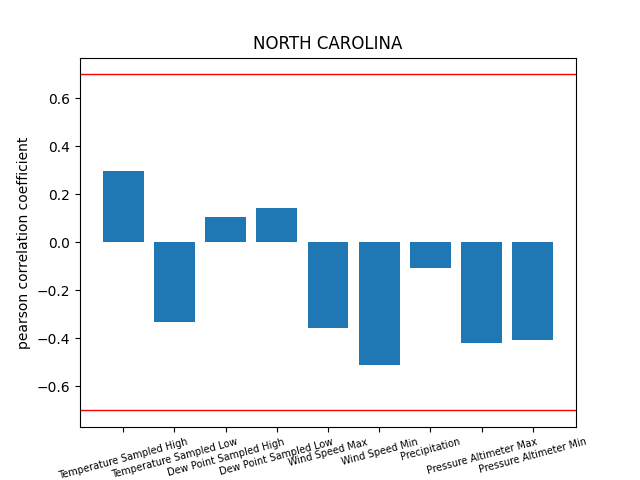 NORTH CAROLINA
pearson correlation coefficient
0.6
0.4
0.2
0.0
−0.2
−0.4
−0.6
Temperature Sampled High
Temperature Sampled Low
Dew Point Sampled High
Dew Point Sampled Low
Wind Speed Max
Wind Speed Min
Precipitation
Pressure Altimeter Max
Pressure Altimeter Min